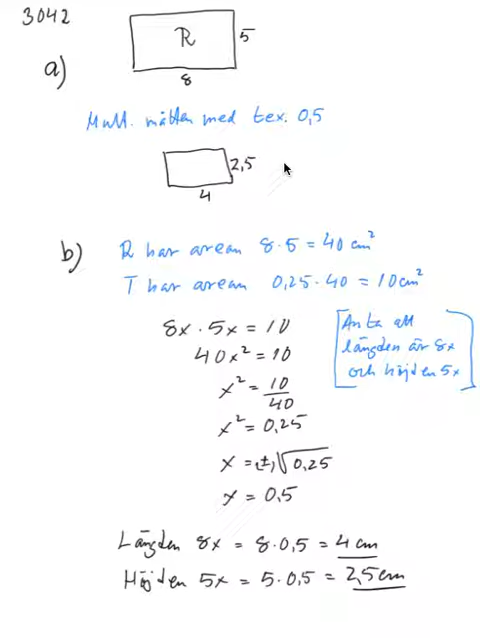 3042
R
5
8
a)
Mult. måtten med tex. 0,5
2,5
4
b) R har arean 8·5 = 40 cm²
T har arean 0,25·40 = 10 cm²
8x · 5x = 10
40x² = 10
x² = 10/40
x² = 0,25
x = (±)√0,25
x = 0,5
[Anta att
längden är 8x
och höjden 5x]
Längden 8x = 8·0,5 = 4 cm
Höjden 5x = 5·0,5 = 2,5 cm